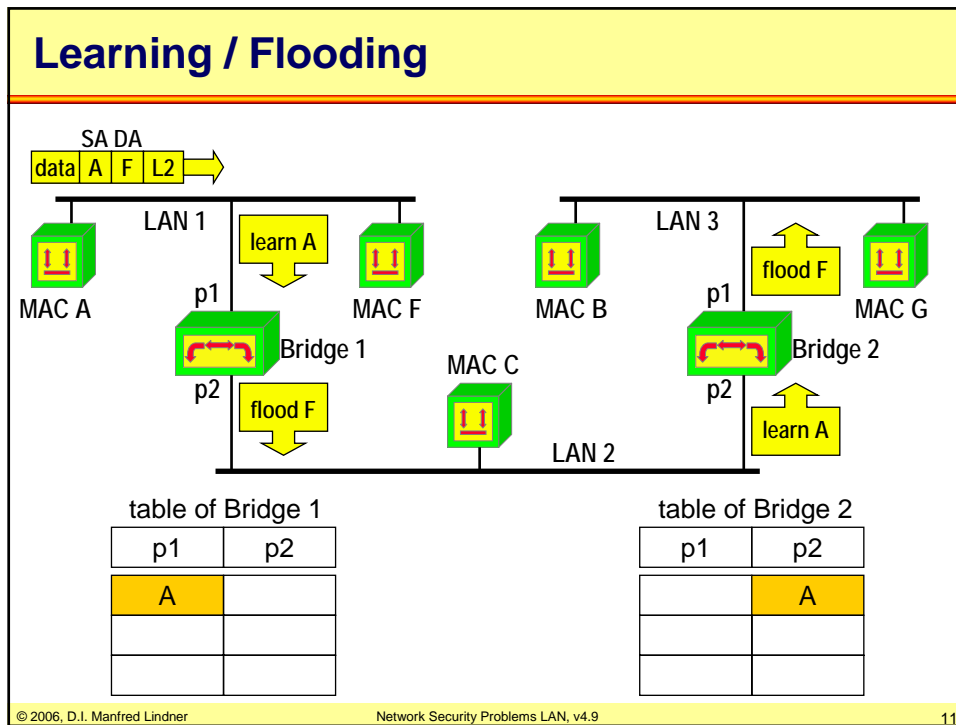 Learning / Flooding
SA DA
data A F L2
LAN 1
LAN 3
learn A
flood F
MAC A
p1
MAC F
MAC B
p1
MAC G
Bridge 1
MAC C
Bridge 2
p2
p2
flood F
learn A
LAN 2
table of Bridge 1
p1 p2
A
table of Bridge 2
p1 p2
A
© 2006, D.I. Manfred Lindner
Network Security Problems LAN, v4.9
11